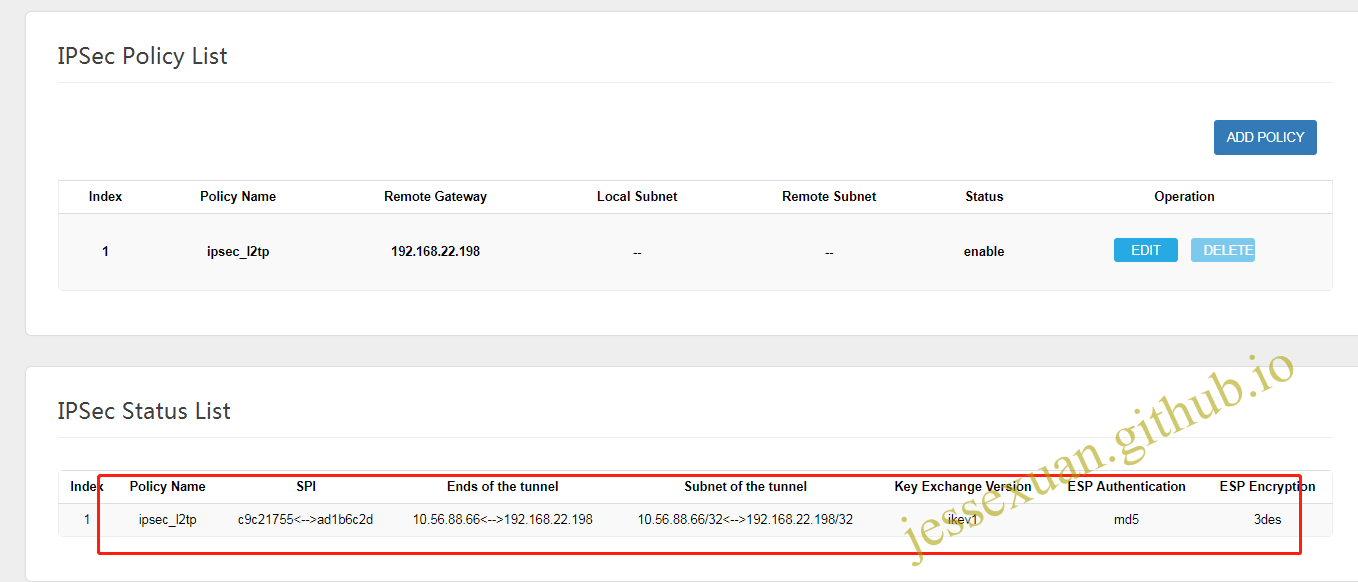 IPSec Policy List
ADD POLICY
Index Policy Name Remote Gateway Local Subnet Remote Subnet Status Operation
1 ipsec_l2tp 192.168.22.198 -- -- enable EDIT DELETE
IPSec Status List
Index Policy Name SPI Ends of the tunnel Subnet of the tunnel Key Exchange Version ESP Authentication ESP Encryption
1 ipsec_l2tp c9c21755<-->ad1b6c2d 10.56.88.66<-->192.168.22.198 10.56.88.66/32<-->192.168.22.198/32 ikev1 md5 3des
jessexuan.github.io